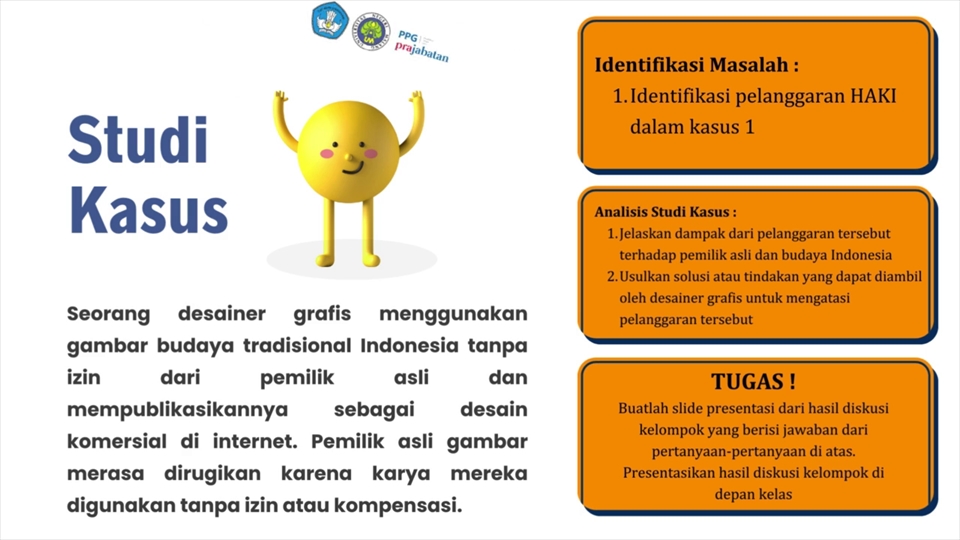 PPG
prajabatan
Studi
Kasus
Seorang desainer grafis menggunakan
gambar budaya tradisional Indonesia tanpa
izin dari pemilik asli dan
mempublikasikannya sebagai desain
komersial di internet. Pemilik asli gambar
merasa dirugikan karena karya mereka
digunakan tanpa izin atau kompensasi.
Identifikasi Masalah :
1. Identifikasi pelanggaran HAKI
dalam kasus 1
Analisis Studi Kasus :
1. Jelaskan dampak dari pelanggaran tersebut
terhadap pemilik asli dan budaya Indonesia
2. Usulkan solusi atau tindakan yang dapat diambil
oleh desainer grafis untuk mengatasi
pelanggaran tersebut
TUGAS !
Buatlah slide presentasi dari hasil diskusi
kelompok yang berisi jawaban dari
pertanyaan-pertanyaan di atas.
Presentasikan hasil diskusi kelompok di
depan kelas